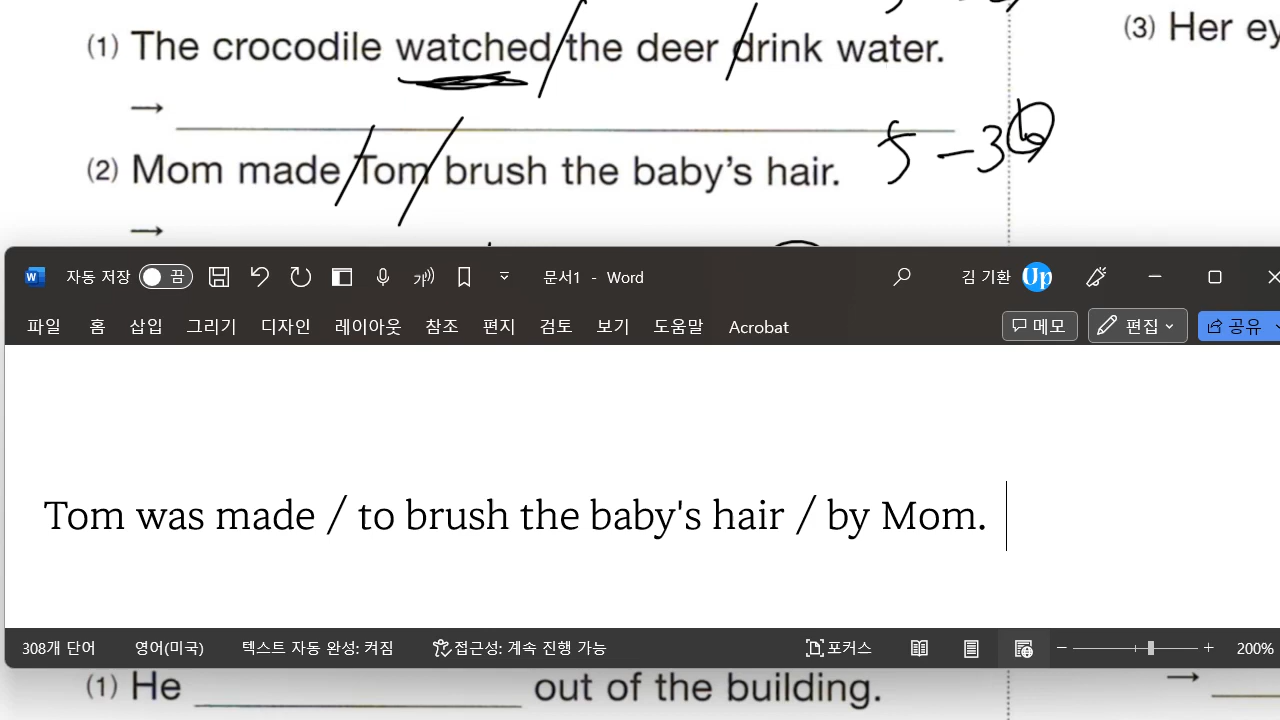 (1) The crocodile watched the deer drink water. (3) Her ey
→
(2) Mom made Tom brush the baby's hair. 5-3
→
자동 저장 끔 가 문서1 - Word 김 기환 Up
파일 홈 삽입 그리기 디자인 레이아웃 참조 편지 검토 보기 도움말 Acrobat 메모 편집 공유
Tom was made / to brush the baby's hair / by Mom.
308개 단어 영어(미국) 텍스트 자동 완성: 켜짐 접근성: 계속 진행 가능 포커스 200%
(1) He out of the building. →